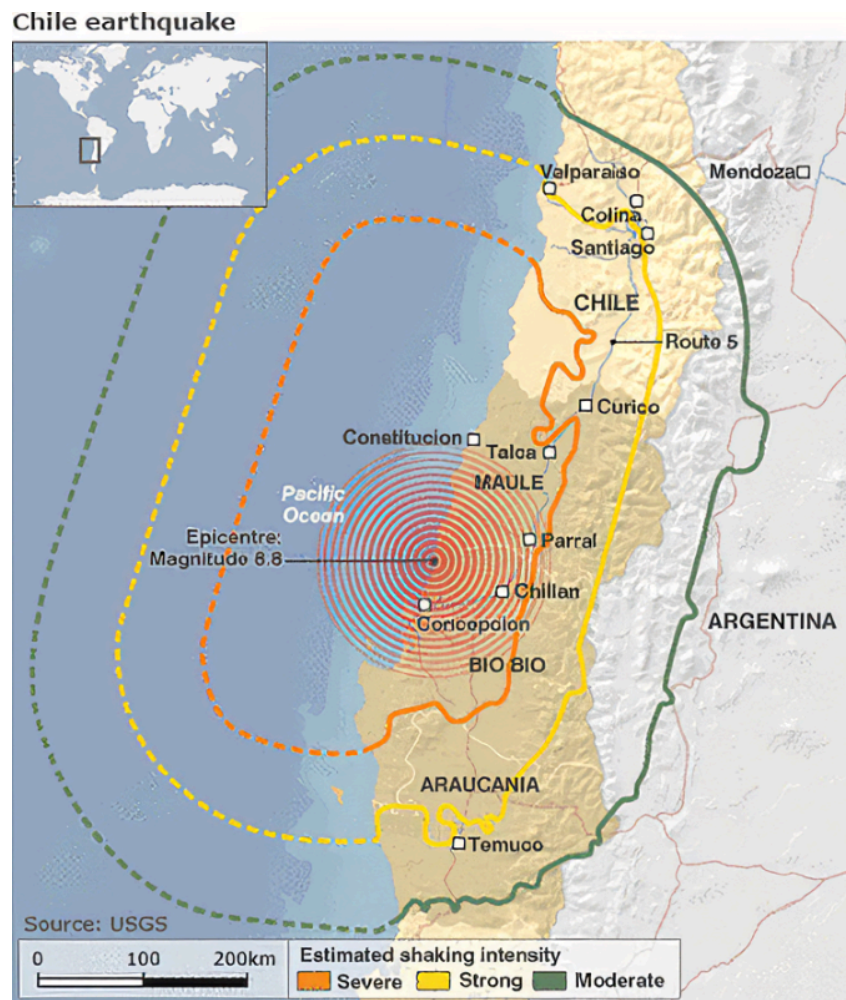 Chile earthquake
Valparaiso
Mendoza
Colina
Santiago
CHILE
Route 5
Curico
Constitucion
Talca
MAULE
Pacific
Ocean
Epicentre:
Magnitude 8.8
Parral
Chillan
Concepcion
ARGENTINA
BIO BIO
ARAUCANIA
Temuco
Source: USGS
0 100 200km
Estimated shaking intensity
Severe Strong Moderate